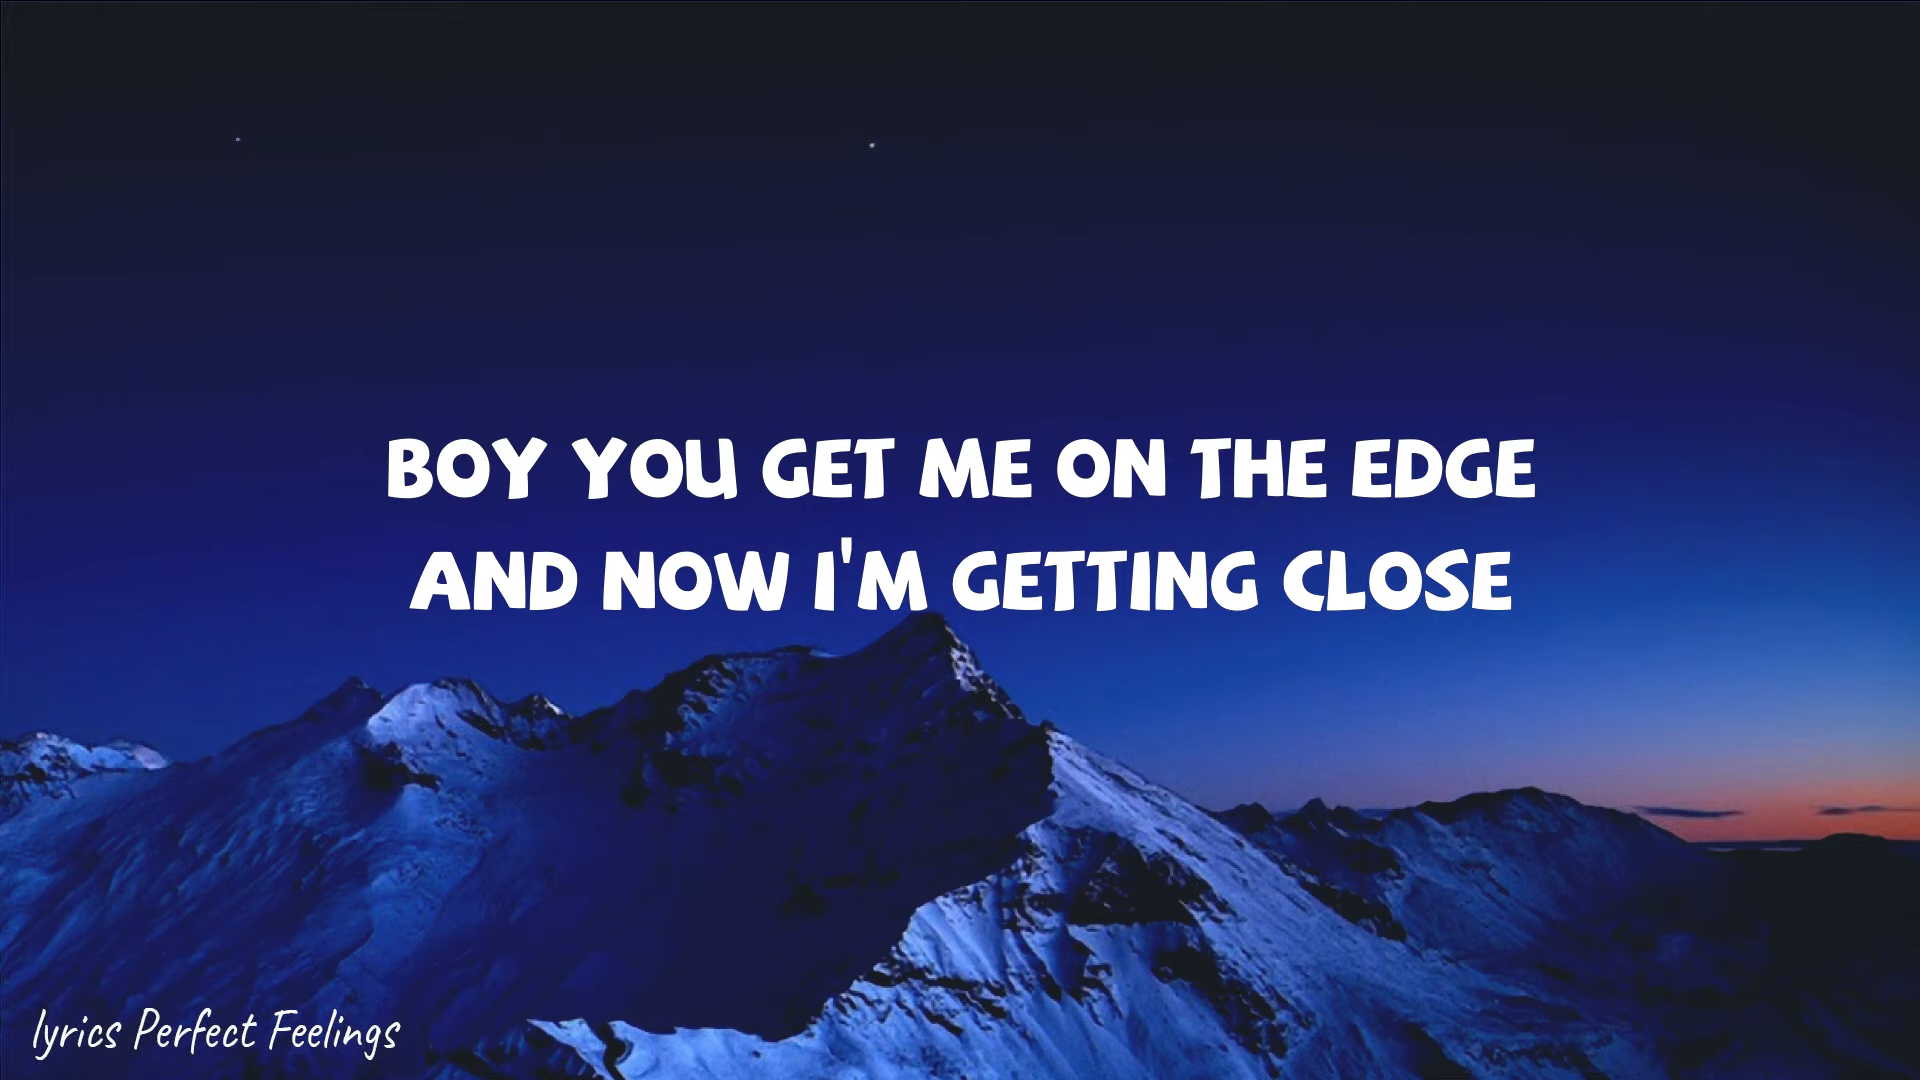 BOY YOU GET ME ON THE EDGE
AND NOW I'M GETTING CLOSE
lyrics Perfect Feelings